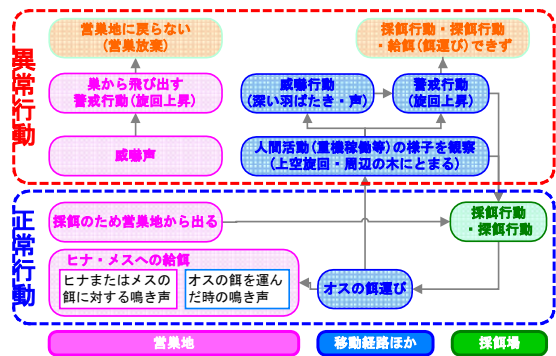 異常行動
営巣地に戻らない
(営巣放棄)
採餌行動・探餌行動
・給餌(餌運び)できず
巣から飛び出す
警戒行動(旋回上昇)
威嚇行動
(深い羽ばたき・声)
警戒行動
(旋回上昇)
威嚇声
人間活動(重機稼働等)の様子を観察
(上空旋回・周辺の木にとまる)
正常行動
採餌のため営巣地から出る
採餌行動
・探餌行動
ヒナ・メスへの給餌
ヒナまたはメスの
餌に対する鳴き声
オスの餌を運ん
だ時の鳴き声
オスの餌運び
営巣地
移動経路ほか
採餌場